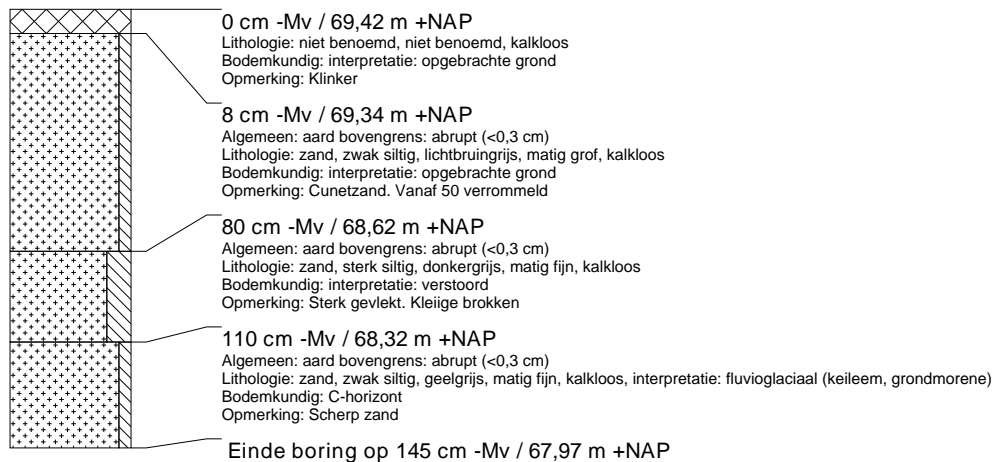 0 cm -Mv / 69,42 m +NAP
Lithologie: niet benoemd, niet benoemd, kalkloos
Bodemkundig: interpretatie: opgebrachte grond
Opmerking: Klinker
8 cm -Mv / 69,34 m +NAP
Algemeen: aard bovengrens: abrupt (<0,3 cm)
Lithologie: zand, zwak siltig, lichtbruingrijs, matig grof, kalkloos
Bodemkundig: interpretatie: opgebrachte grond
Opmerking: Cunetzand. Vanaf 50 verrommeld
80 cm -Mv / 68,62 m +NAP
Algemeen: aard bovengrens: abrupt (<0,3 cm)
Lithologie: zand, sterk siltig, donkergrijs, matig fijn, kalkloos
Bodemkundig: interpretatie: verstoord
Opmerking: Sterk gevlekt. Kleiige brokken
110 cm -Mv / 68,32 m +NAP
Algemeen: aard bovengrens: abrupt (<0,3 cm)
Lithologie: zand, zwak siltig, geelgrijs, matig fijn, kalkloos, interpretatie: fluvioglaciaal (keileem, grondmorene)
Bodemkundig: C-horizont
Opmerking: Scherp zand
Einde boring op 145 cm -Mv / 67,97 m +NAP